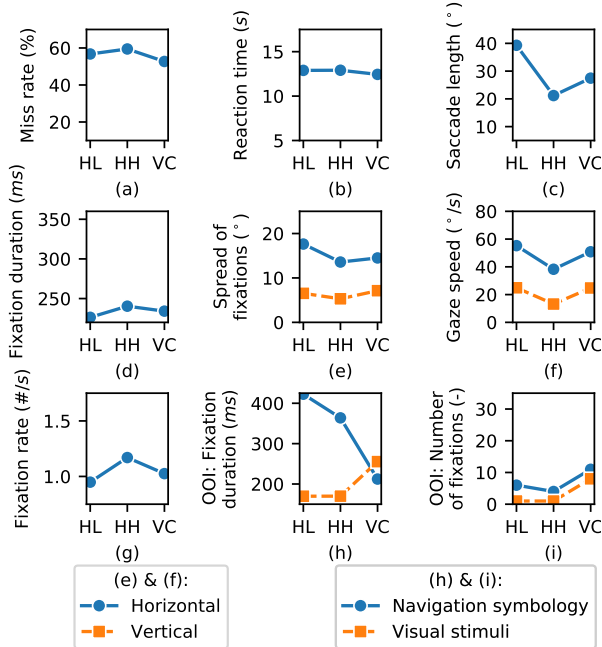 Miss rate (%)
60
40
20
HL HH VC
(a)
Reaction time (s)
15
10
5
HL HH VC
(b)
Saccade length (°)
40
30
20
10
HL HH VC
(c)
Fixation duration (ms)
350
300
250
HL HH VC
(d)
Spread of
fixations (°)
20
10
0
HL HH VC
(e)
Gaze speed (°/s)
80
60
40
20
0
HL HH VC
(f)
Fixation rate (#/s)
1.5
1.0
HL HH VC
(g)
OOI: Fixation
duration (ms)
400
300
200
HL HH VC
(h)
OOI: Number
of fixations (-)
30
20
10
0
HL HH VC
(i)
(e) & (f):
Horizontal
Vertical
(h) & (i):
Navigation symbology
Visual stimuli